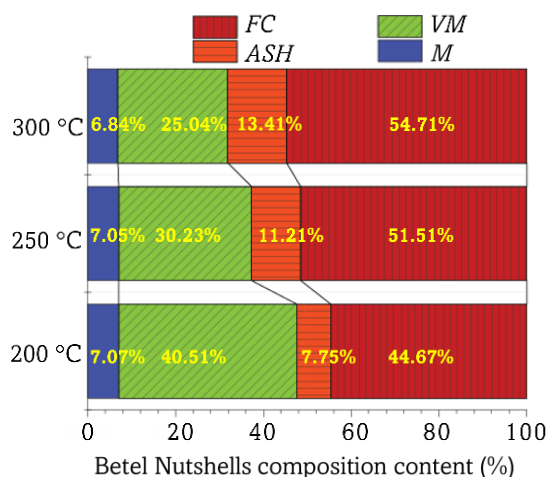 FC VM
ASH M
300 °C 6.84% 25.04% 13.41% 54.71%
250 °C 7.05% 30.23% 11.21% 51.51%
200 °C 7.07% 40.51% 7.75% 44.67%
0 20 40 60 80 100
Betel Nutshells composition content (%)